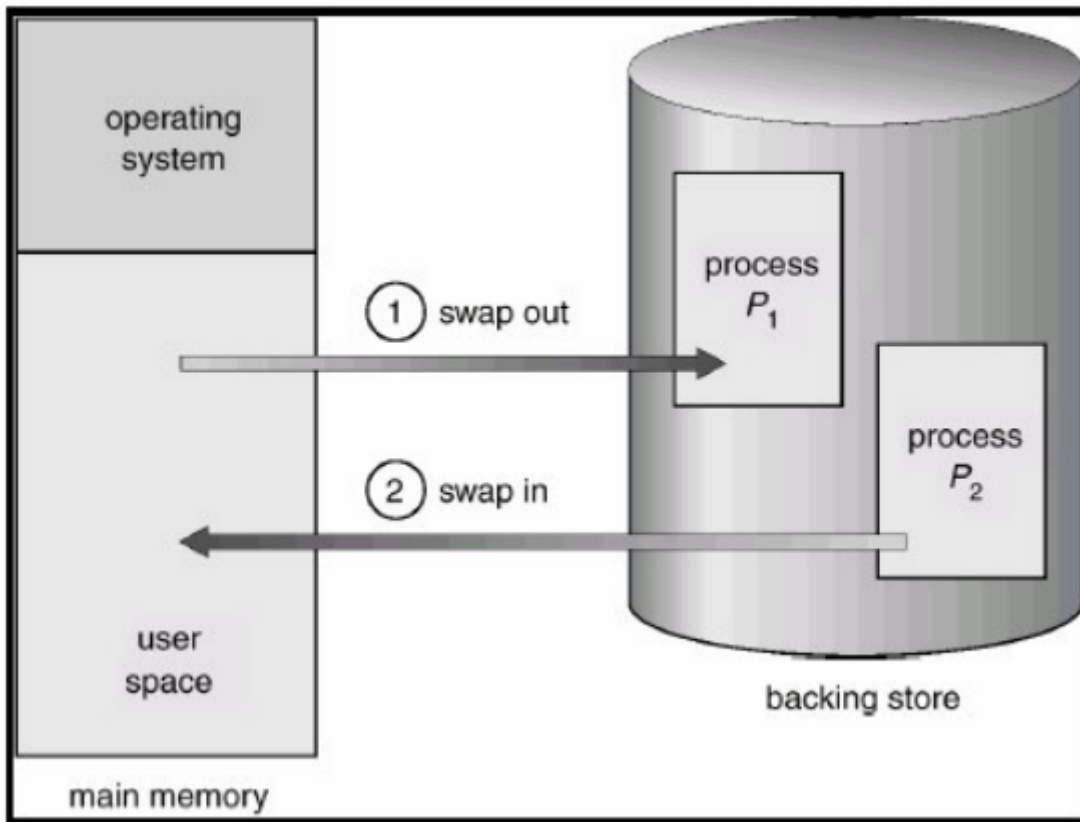 operating
system
process
P1
1 swap out
process
P2
2 swap in
user
space
backing store
main memory